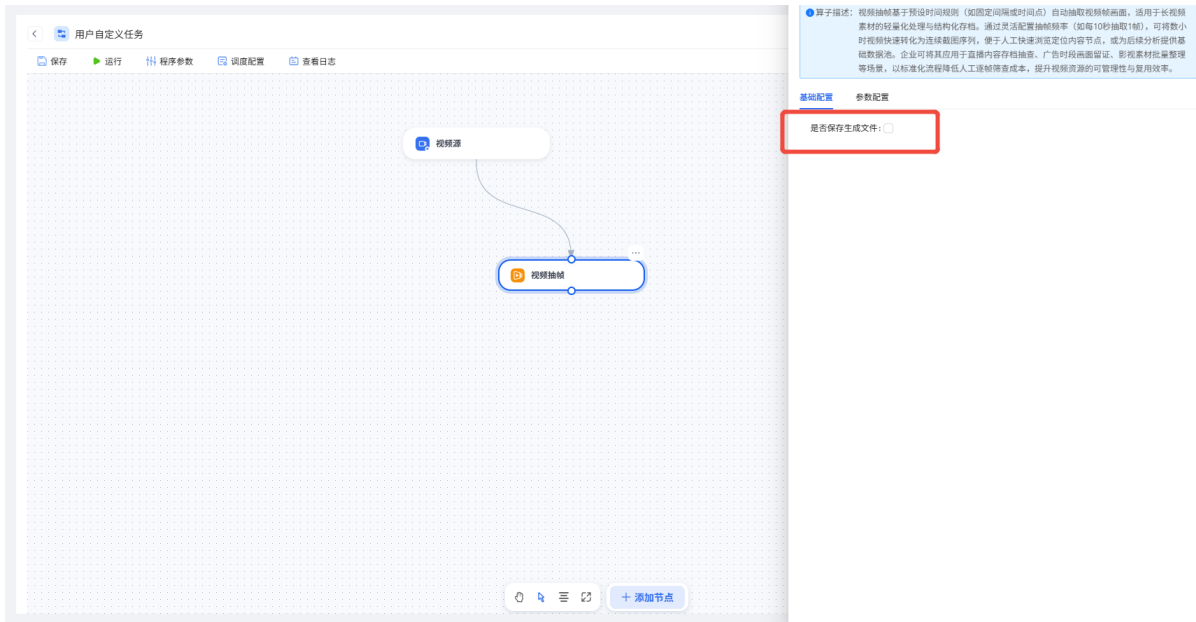 用户自定义任务
保存 运行 程序参数 调度配置 查看日志
视频源
视频抽帧
添加节点
算子描述: 视频抽帧基于预设时间规则（如固定间隔或时间点）自动抽取视频帧画面，适用于长视频
素材的轻量化处理与结构化存档。通过灵活配置抽帧频率（如每10秒抽取1帧），可将数小
时视频快速转化为连续截图序列，便于人工快速浏览定位内容节点，或为后续分析提供基
础数据池。企业可将其应用于直播内容存档抽查、广告时段画面留证、影视素材批量整理
等场景，以标准化流程降低人工逐帧筛查成本，提升视频资源的可管理性与复用效率。
基础配置 参数配置
是否保存生成文件: